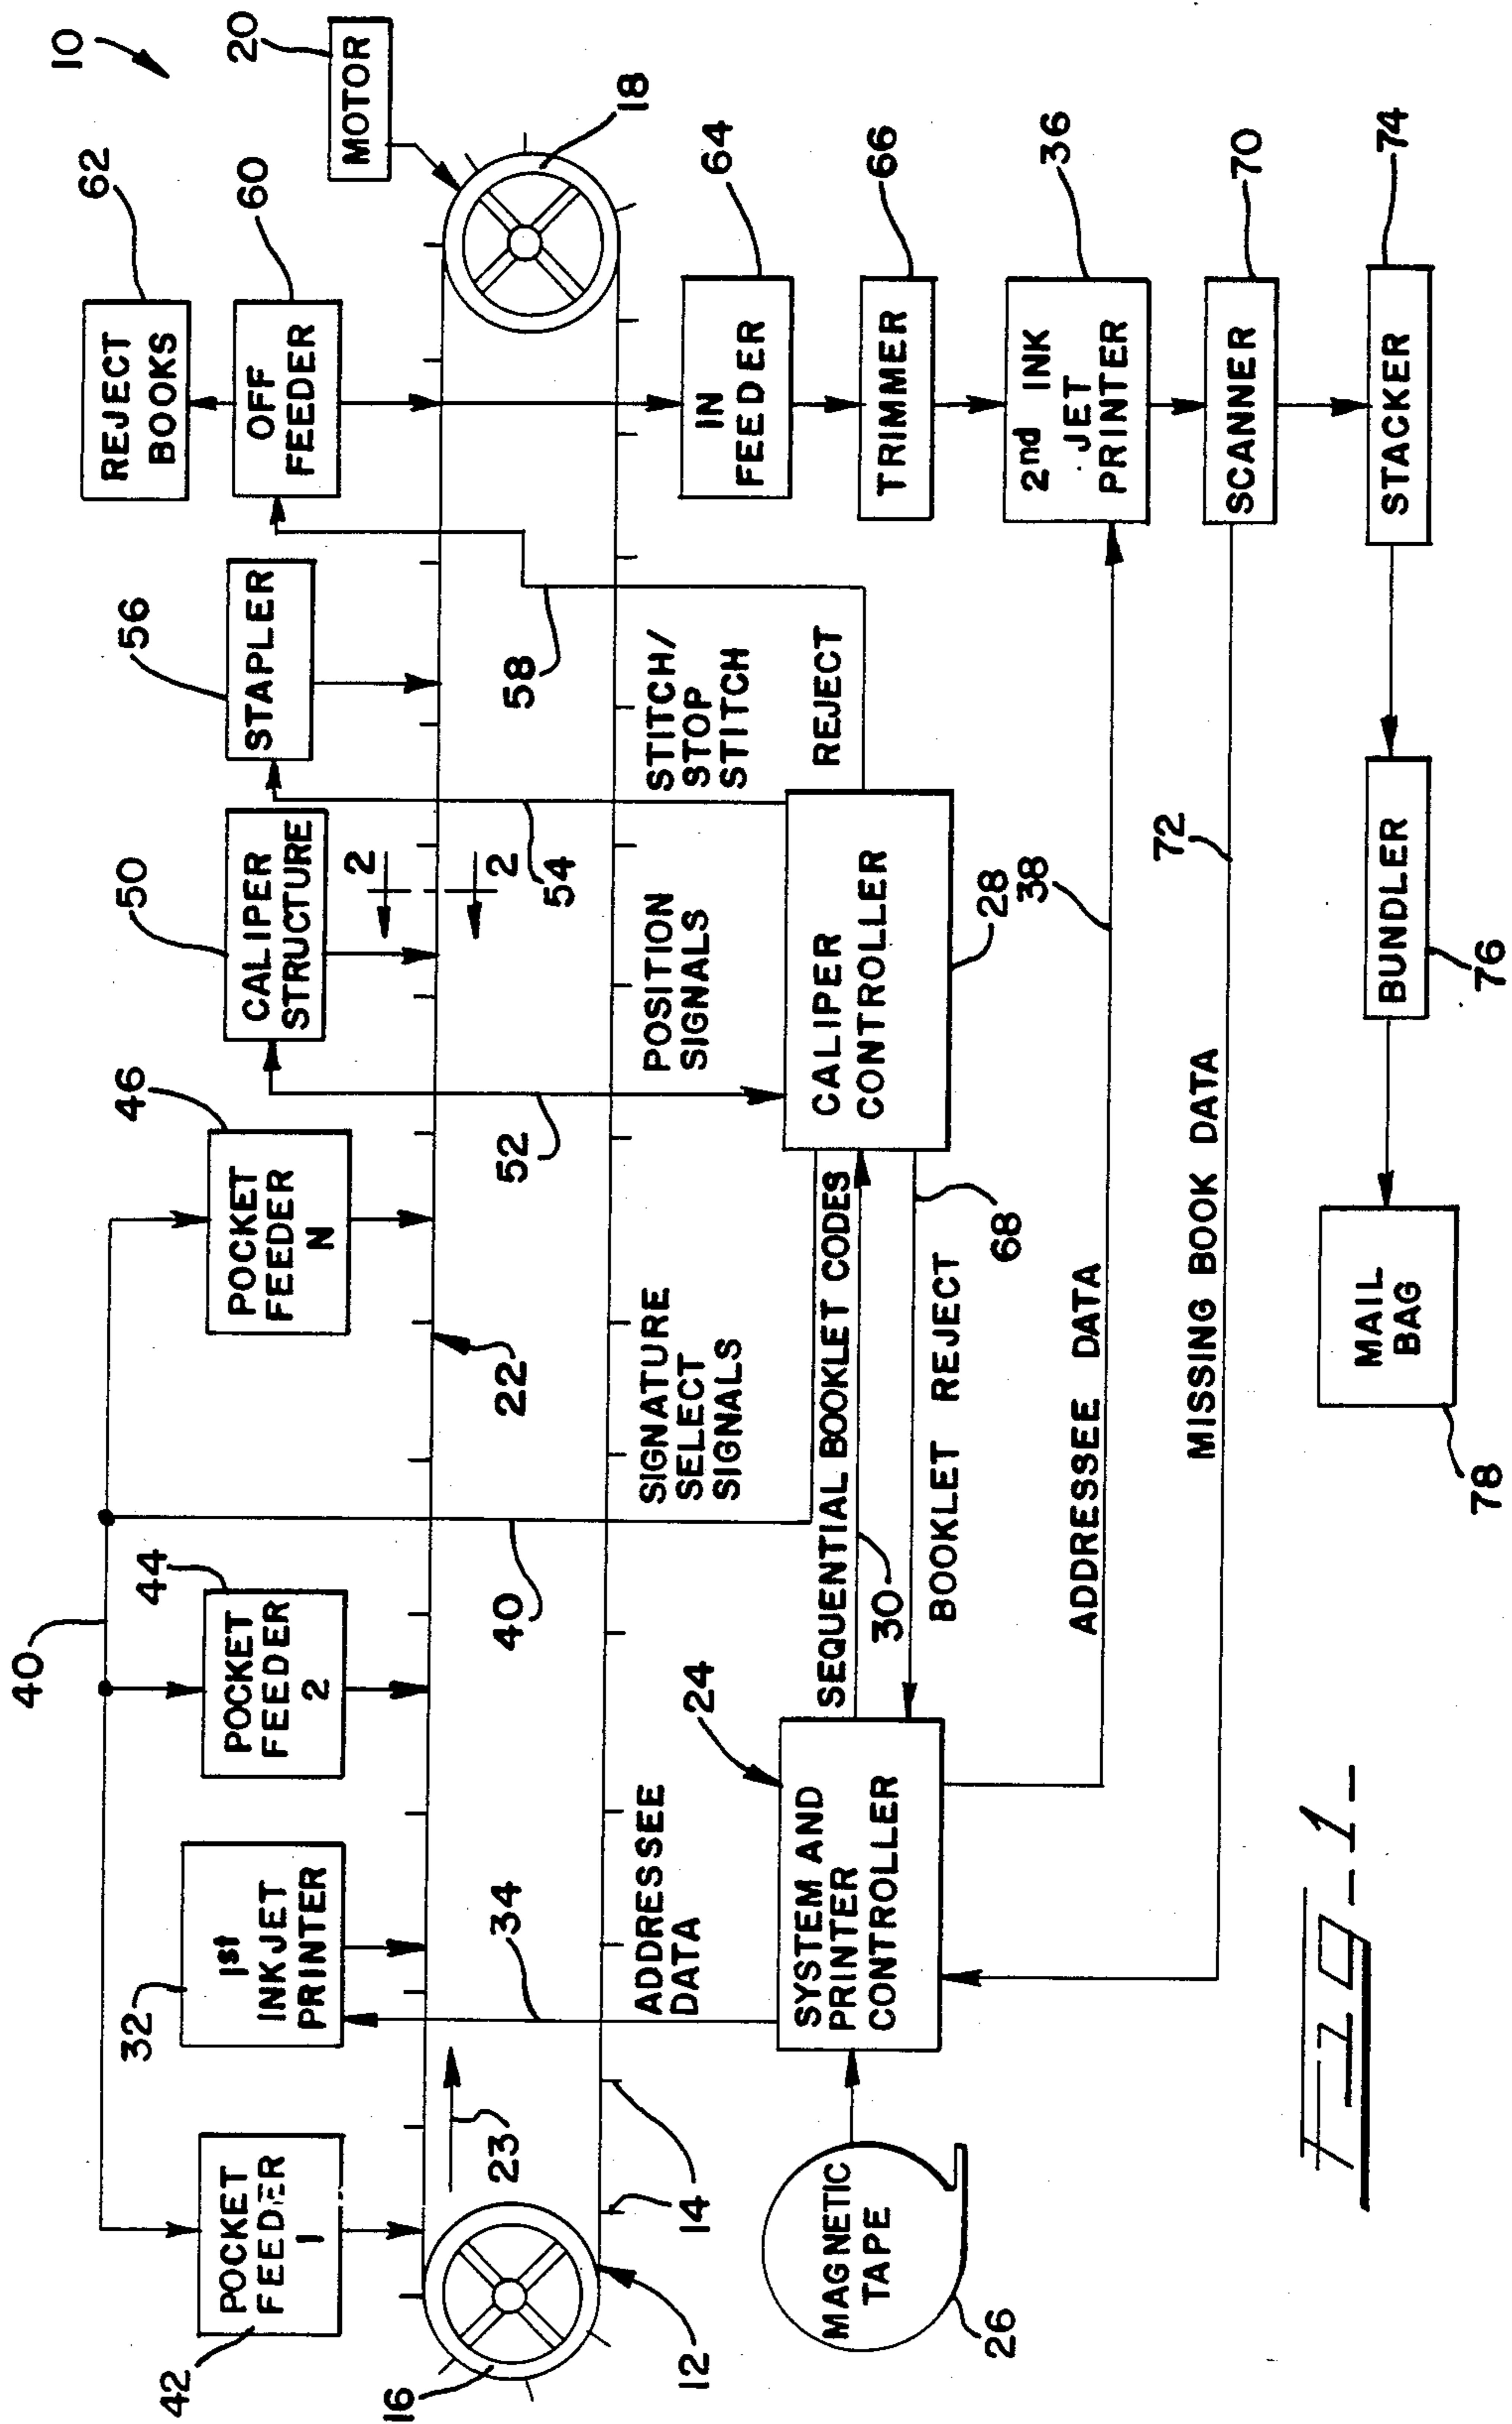 10
62
60
20
REJECT
BOOKS
OFF
FEEDER
MOTOR
18
56
STAPLER
50
CALIPER
STRUCTURE
46
POCKET
FEEDER
N
40
44
POCKET
FEEDER
2
32
1st
INKJET
PRINTER
42
POCKET
FEEDER
1
16
12
23
14
22
2
2
34
ADDRESSEE
DATA
40
SIGNATURE
SELECT
SIGNALS
52
POSITION
SIGNALS
54
STITCH/
STOP
STITCH
58
REJECT
IN
FEEDER
64
TRIMMER
66
2nd INK
JET
PRINTER
36
SCANNER
70
STACKER
74
MAGNETIC
TAPE
26
SYSTEM AND
PRINTER
CONTROLLER
24
SEQUENTIAL BOOKLET CODES
30
BOOKLET REJECT
68
CALIPER
CONTROLLER
28
38
ADDRESSEE DATA
72
MISSING BOOK DATA
BUNDLER
76
MAIL
BAG
78
FIG-1-